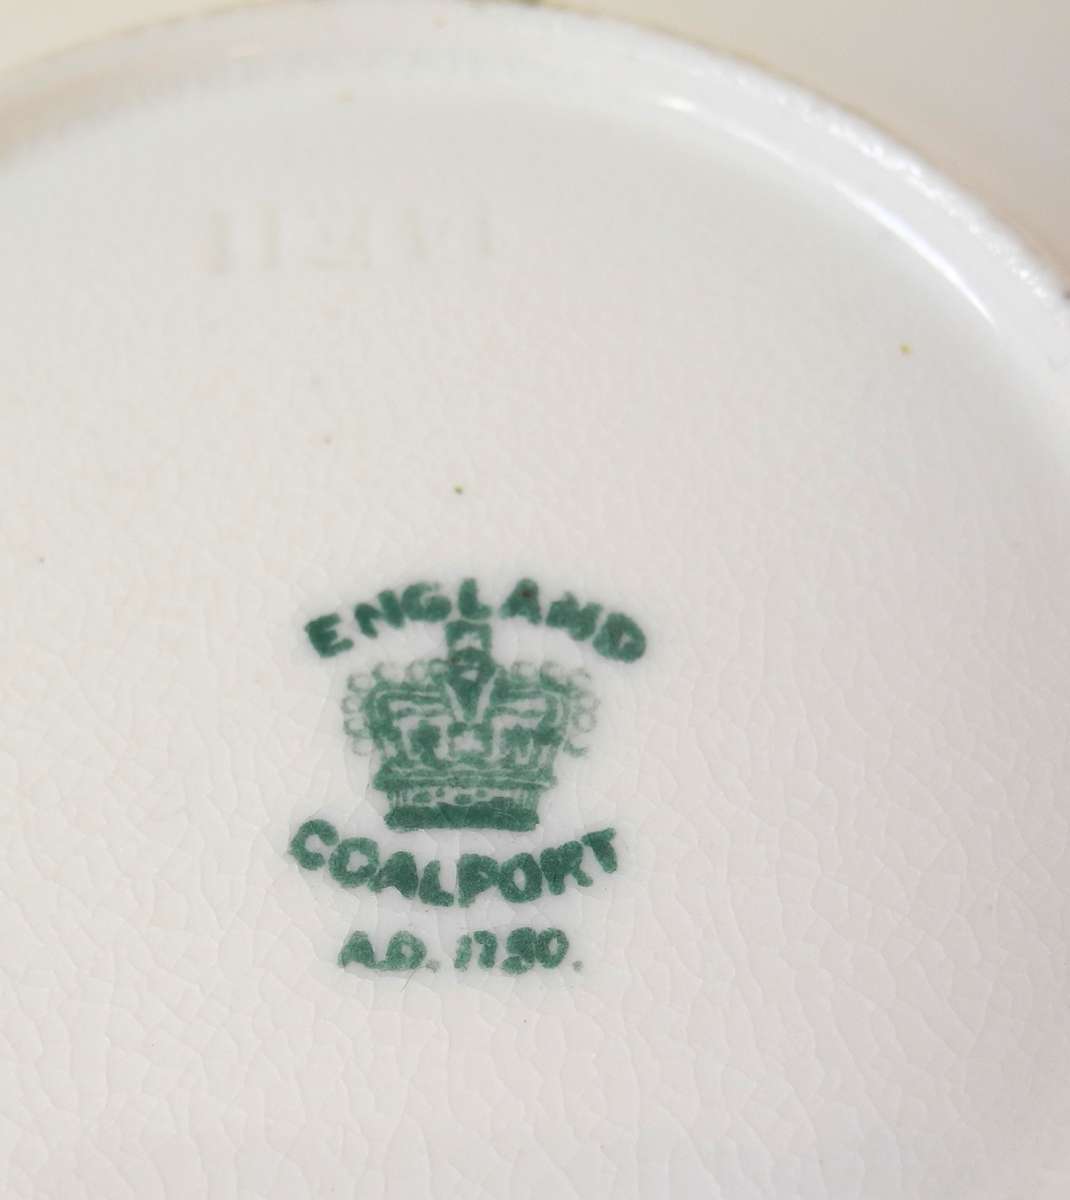 ENGLAND
COALPORT
A.D. 1750.